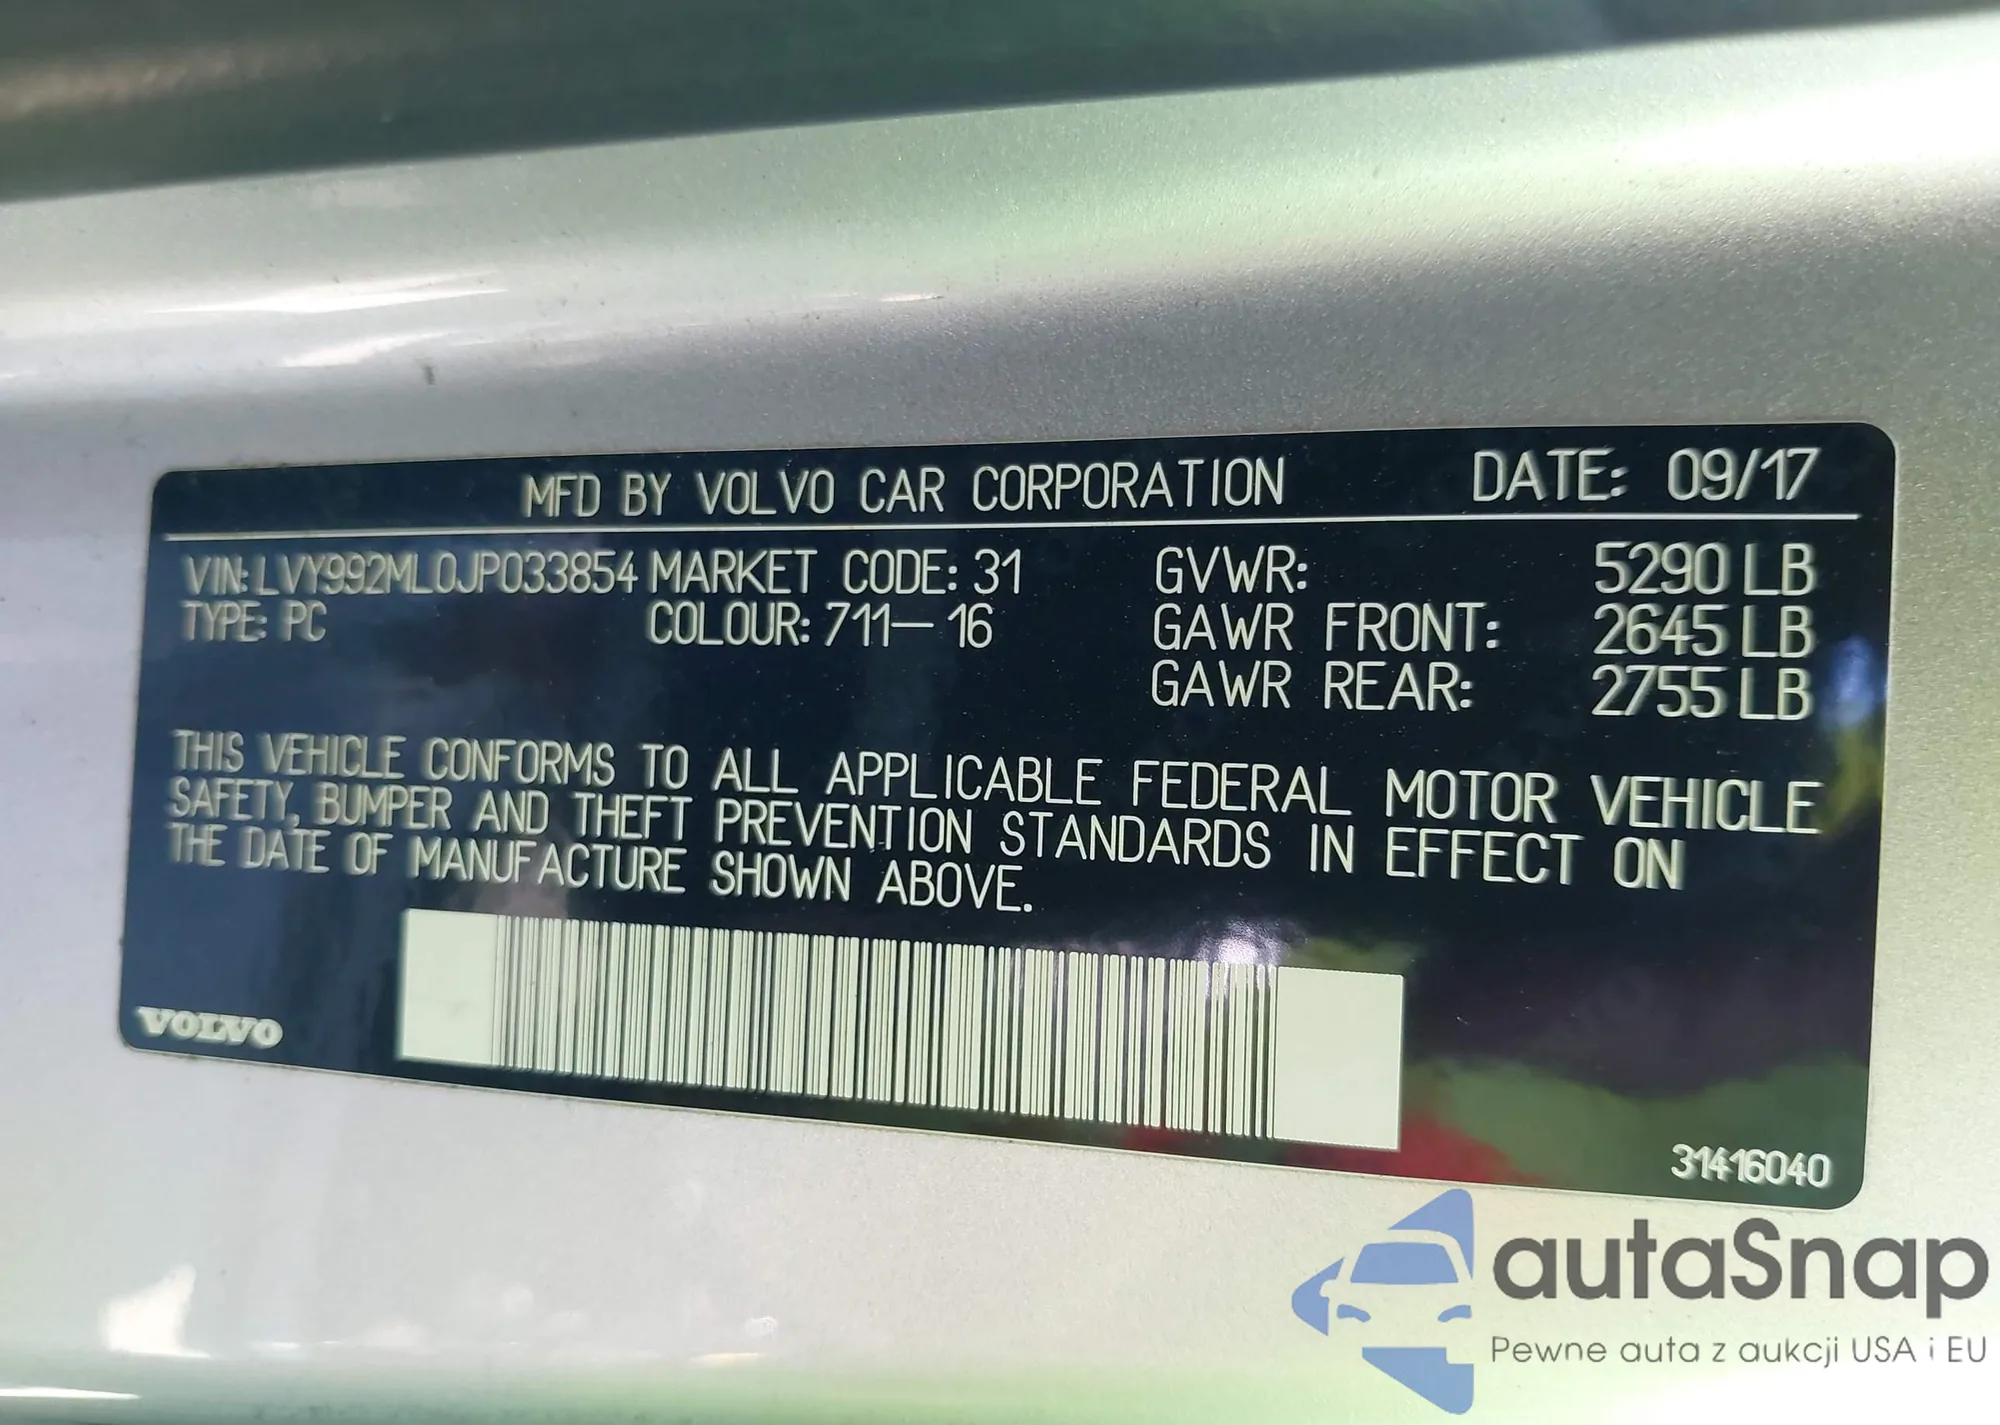 MFD BY VOLVO CAR CORPORATION DATE: 09/17
VIN: LVY992ML0JP033854 MARKET CODE: 31 GVWR: 5290 LB
TYPE: PC COLOUR: 711-16 GAWR FRONT: 2645 LB
GAWR REAR: 2755 LB
THIS VEHICLE CONFORMS TO ALL APPLICABLE FEDERAL MOTOR VEHICLE
SAFETY, BUMPER AND THEFT PREVENTION STANDARDS IN EFFECT ON
THE DATE OF MANUFACTURE SHOWN ABOVE.
VOLVO
31416040
autaSnap
Pewne auta z aukcji USA i EU